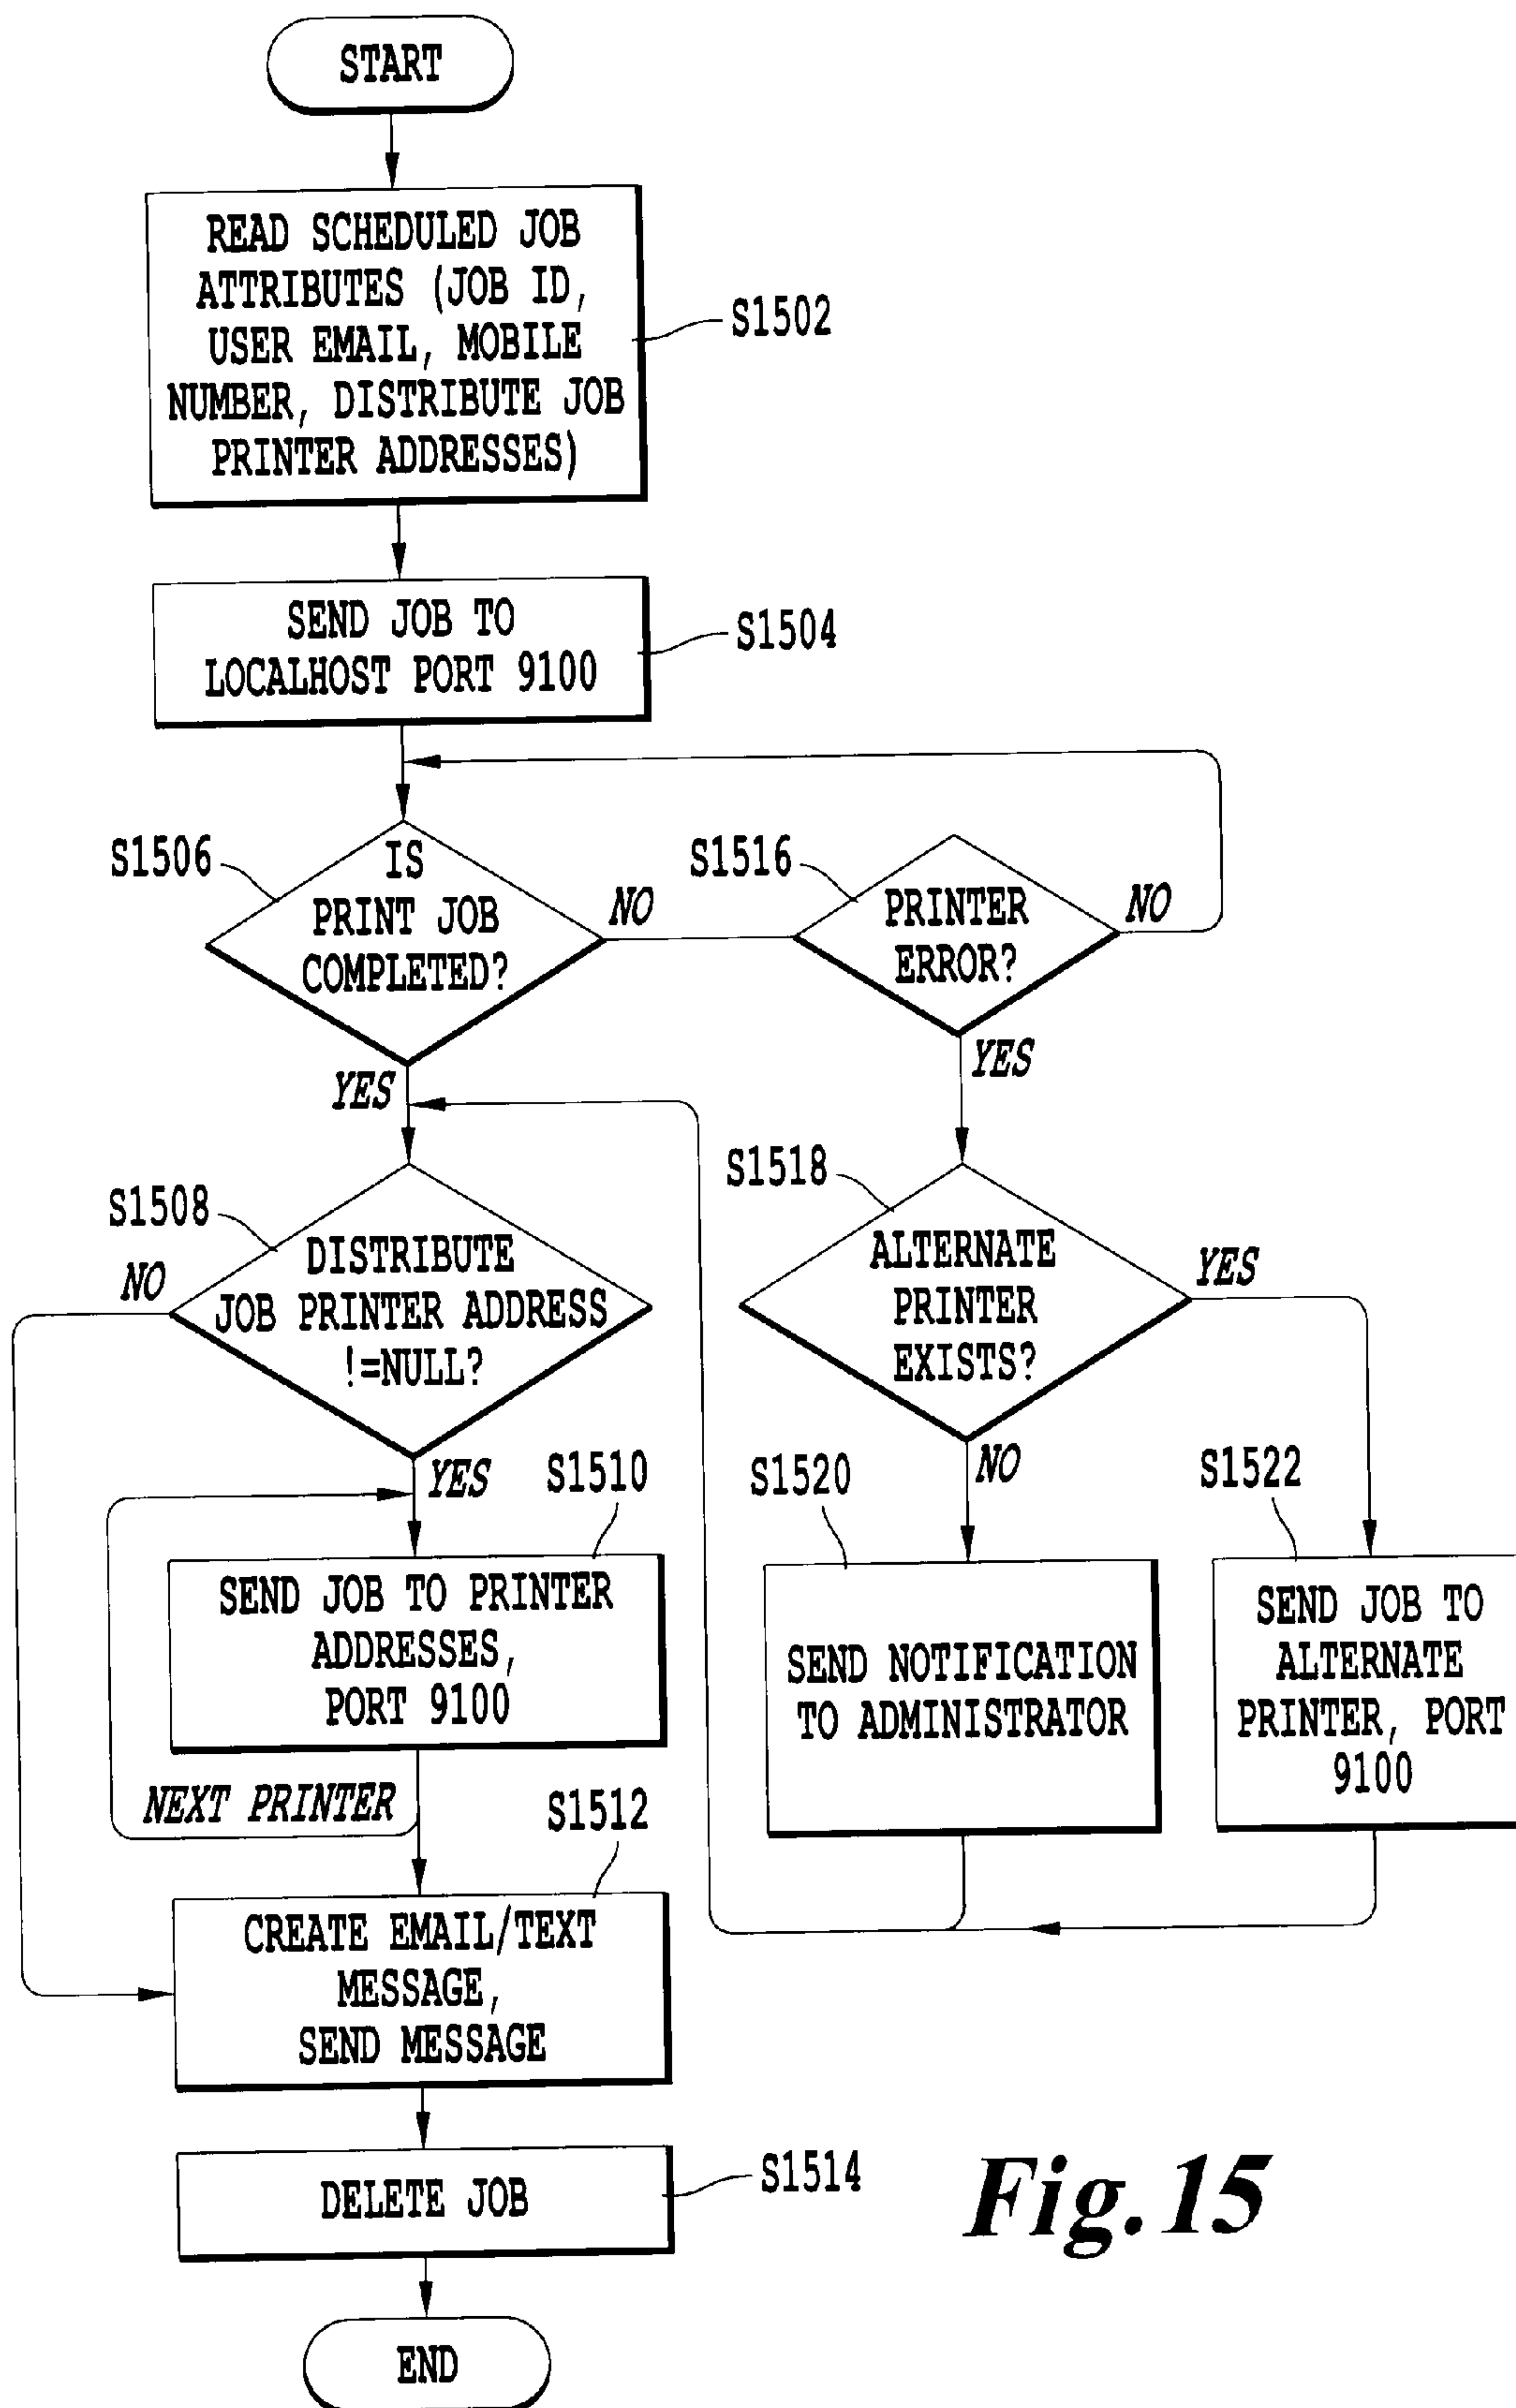 START
READ SCHEDULED JOB
ATTRIBUTES (JOB ID,
USER EMAIL, MOBILE
NUMBER, DISTRIBUTE JOB
PRINTER ADDRESSES)
S1502
SEND JOB TO
LOCALHOST PORT 9100
S1504
S1506
IS
PRINT JOB
COMPLETED?
NO
YES
S1516
PRINTER
ERROR?
NO
YES
S1508
DISTRIBUTE
JOB PRINTER ADDRESS
!=NULL?
NO
YES
S1518
ALTERNATE
PRINTER
EXISTS?
YES
NO
S1510
SEND JOB TO PRINTER
ADDRESSES,
PORT 9100
NEXT PRINTER
S1520
SEND NOTIFICATION
TO ADMINISTRATOR
S1522
SEND JOB TO
ALTERNATE
PRINTER, PORT
9100
S1512
CREATE EMAIL/TEXT
MESSAGE,
SEND MESSAGE
DELETE JOB
S1514
END
Fig. 15